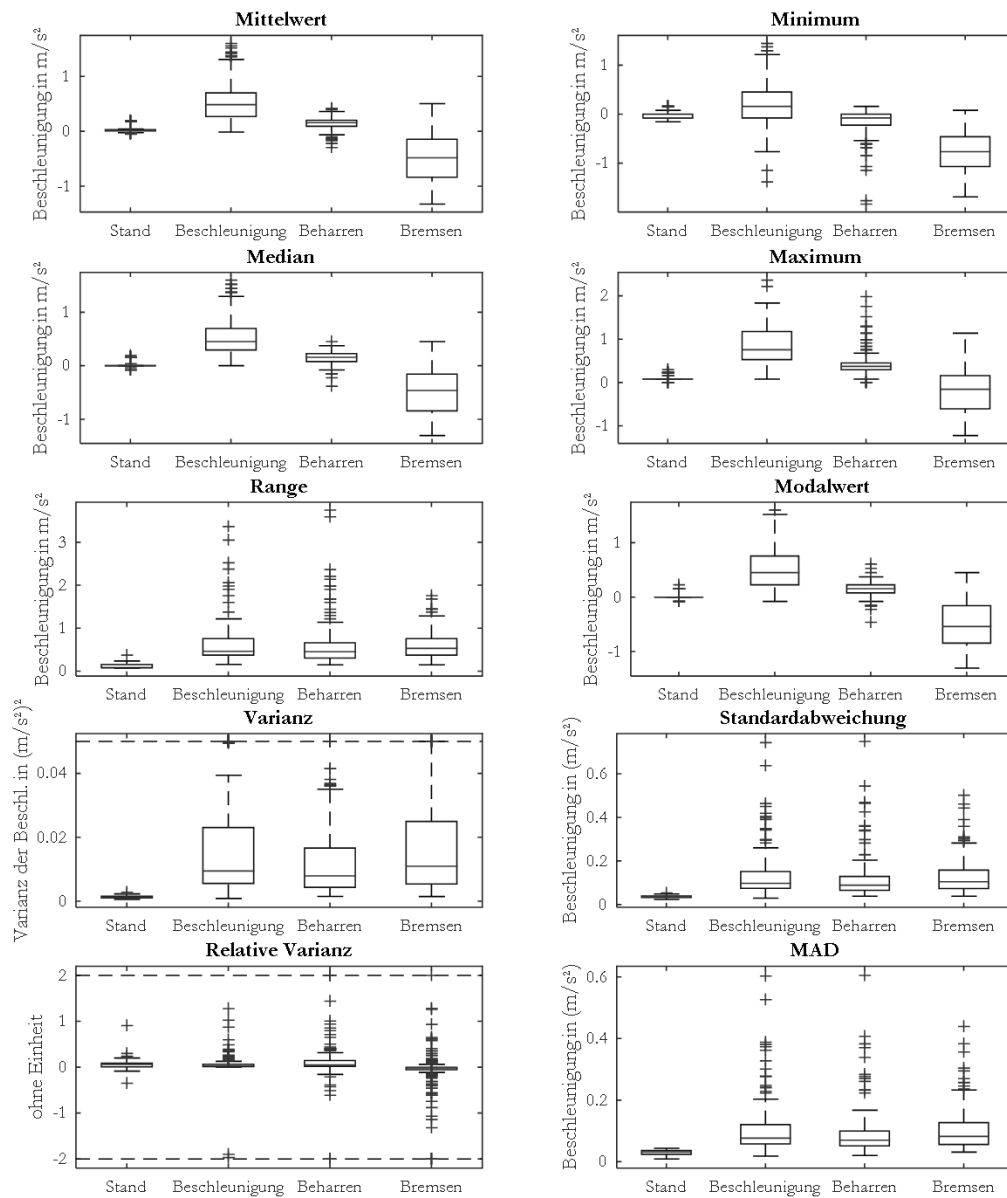 Mittelwert
Beschleunigung in m/s²
1
0
-1
Stand Beschleunigung Beharren Bremsen
Minimum
Beschleunigung in m/s²
1
0
-1
Stand Beschleunigung Beharren Bremsen
Median
Beschleunigung in m/s²
1
0
-1
Stand Beschleunigung Beharren Bremsen
Maximum
Beschleunigung in m/s²
2
1
0
-1
Stand Beschleunigung Beharren Bremsen
Range
Beschleunigung in m/s²
3
2
1
0
Stand Beschleunigung Beharren Bremsen
Modalwert
Beschleunigung in m/s²
1
0
-1
Stand Beschleunigung Beharren Bremsen
Varianz
Varianz der Beschl. in (m/s²)²
0.04
0.02
0
Stand Beschleunigung Beharren Bremsen
Standardabweichung
Beschleunigung in (m/s²)
0.6
0.4
0.2
0
Stand Beschleunigung Beharren Bremsen
Relative Varianz
ohne Einheit
2
1
0
-1
-2
Stand Beschleunigung Beharren Bremsen
MAD
Beschleunigung in (m/s²)
0.6
0.4
0.2
0
Stand Beschleunigung Beharren Bremsen